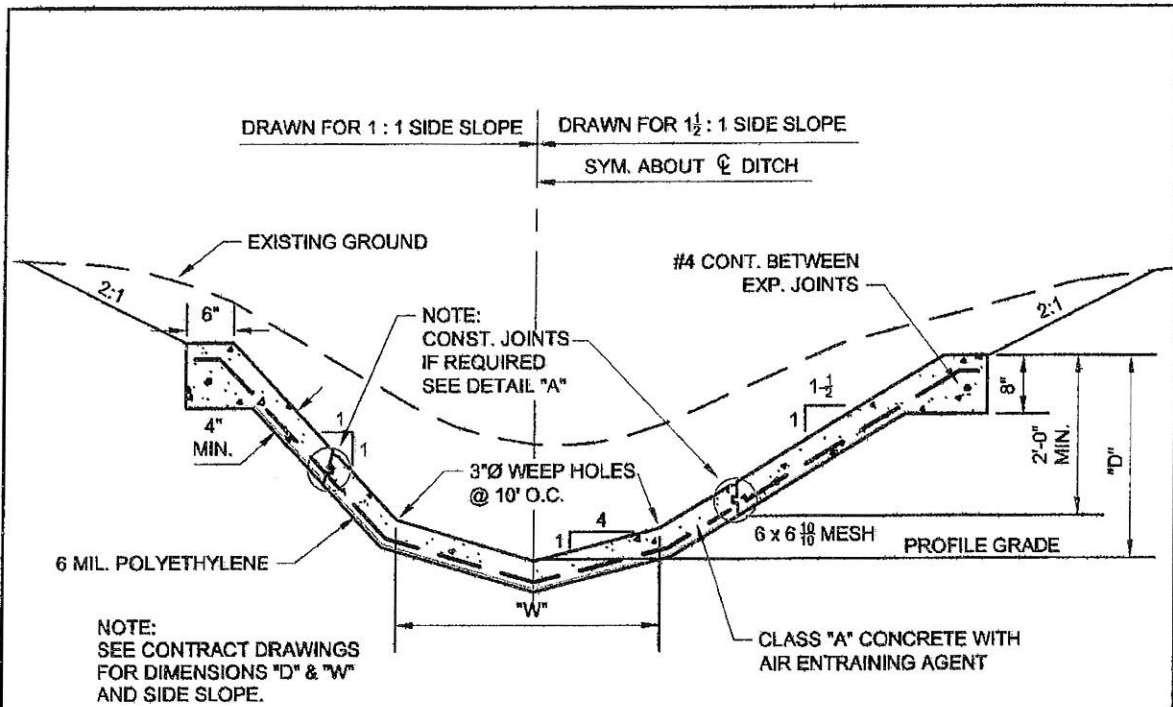 DRAWN FOR 1 : 1 SIDE SLOPE
DRAWN FOR 1½ : 1 SIDE SLOPE
SYM. ABOUT ℄ DITCH
EXISTING GROUND
2:1
6"
NOTE:
CONST. JOINTS
IF REQUIRED
SEE DETAIL "A"
#4 CONT. BETWEEN
EXP. JOINTS
2:1
4"
MIN.
1
1
3"Ø WEEP HOLES
@ 10' O.C.
1-½
1
8"
2'-0"
MIN.
"D"
4
1
6 x 6 10/10 MESH
PROFILE GRADE
6 MIL. POLYETHYLENE
"W"
CLASS "A" CONCRETE WITH
AIR ENTRAINING AGENT
NOTE:
SEE CONTRACT DRAWINGS
FOR DIMENSIONS "D" & "W"
AND SIDE SLOPE.